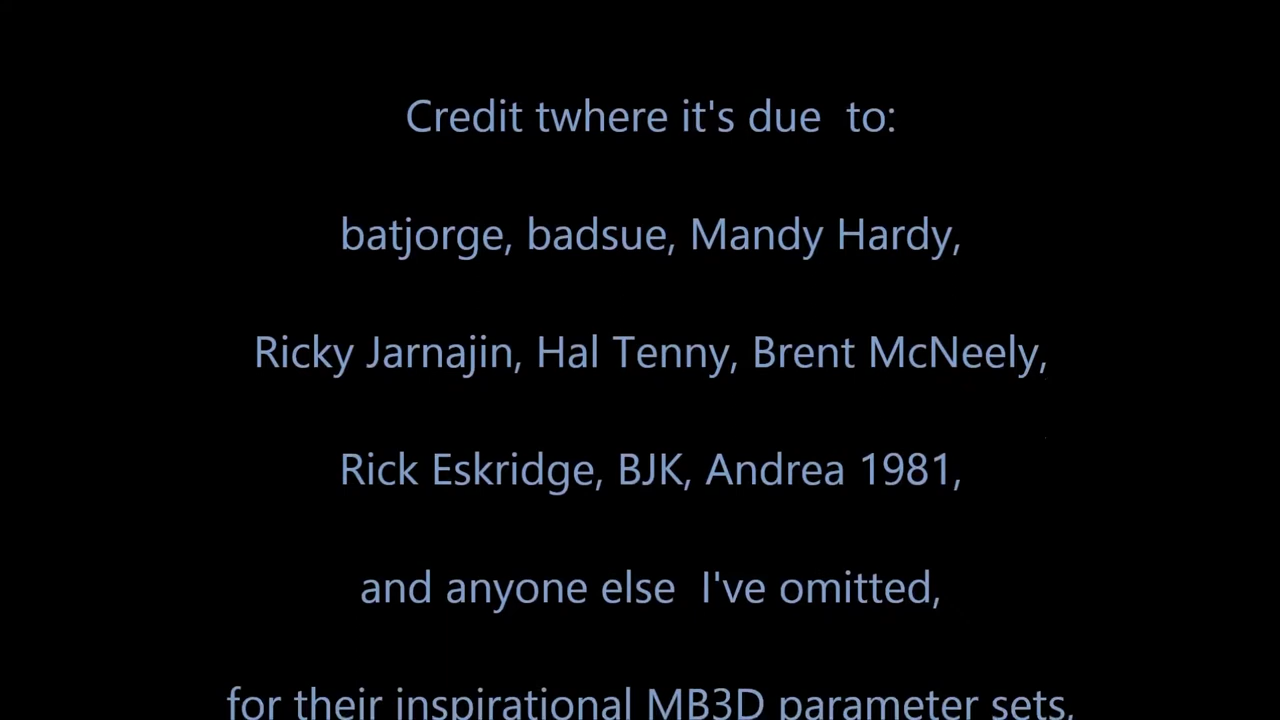 Credit twhere it's due  to:
batjorge, badsue, Mandy Hardy,
Ricky Jarnajin, Hal Tenny, Brent McNeely,
Rick Eskridge, BJK, Andrea 1981,
and anyone else  I've omitted,
for their inspirational MB3D parameter sets,